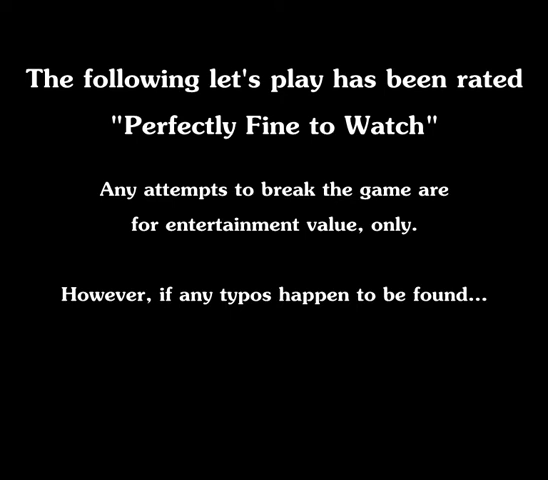 The following let's play has been rated
"Perfectly Fine to Watch"
Any attempts to break the game are
for entertainment value, only.
However, if any typos happen to be found...